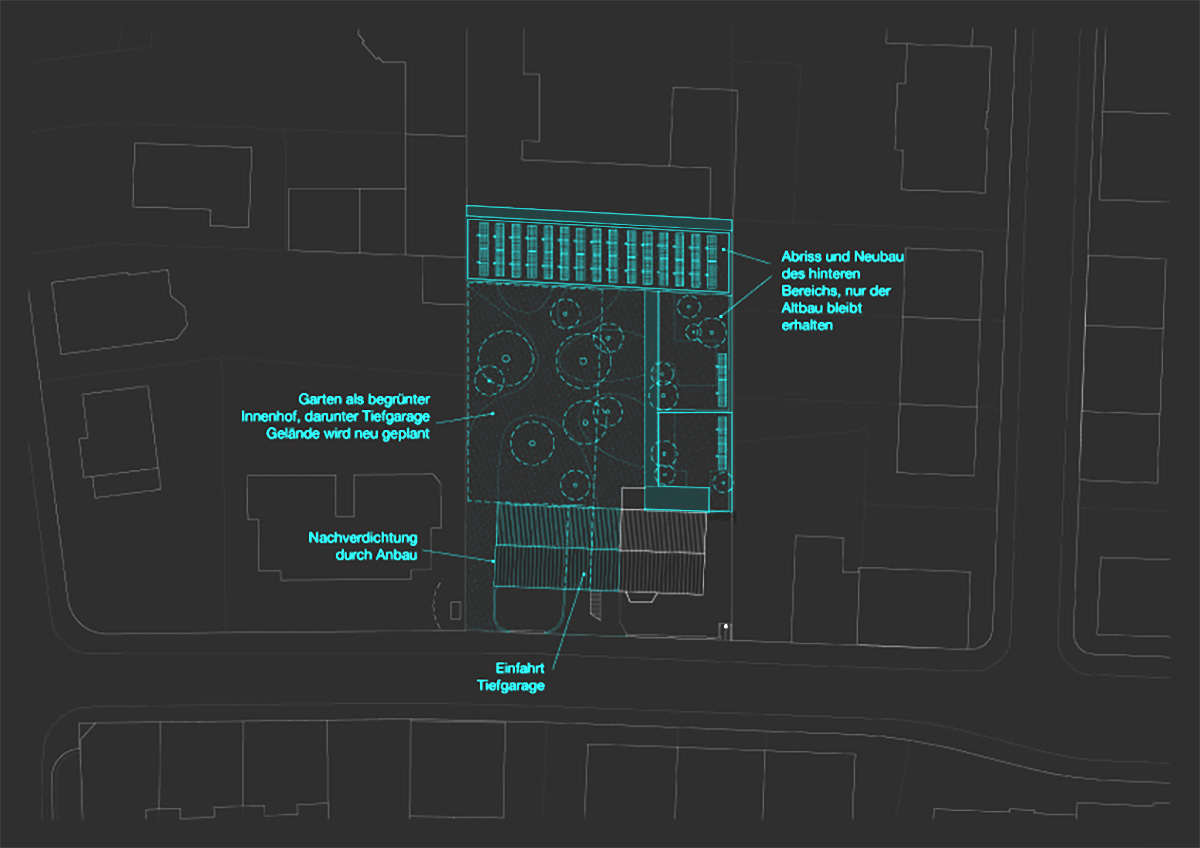 Abriss und Neubau
des hinteren
Bereichs, nur der
Altbau bleibt
erhalten
Garten als begrünter
Innenhof, darunter Tiefgarage
Gelände wird neu geplant
Nachverdichtung
durch Anbau
Einfahrt
Tiefgarage